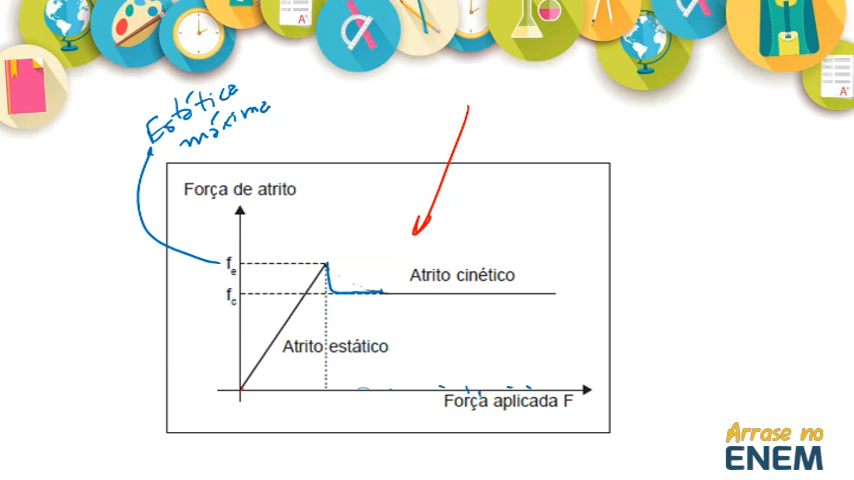 A+
A+
Estática
máxima
Força de atrito
fe
Atrito cinético
fc
Atrito estático
Força aplicada F
Arrase no
ENEM